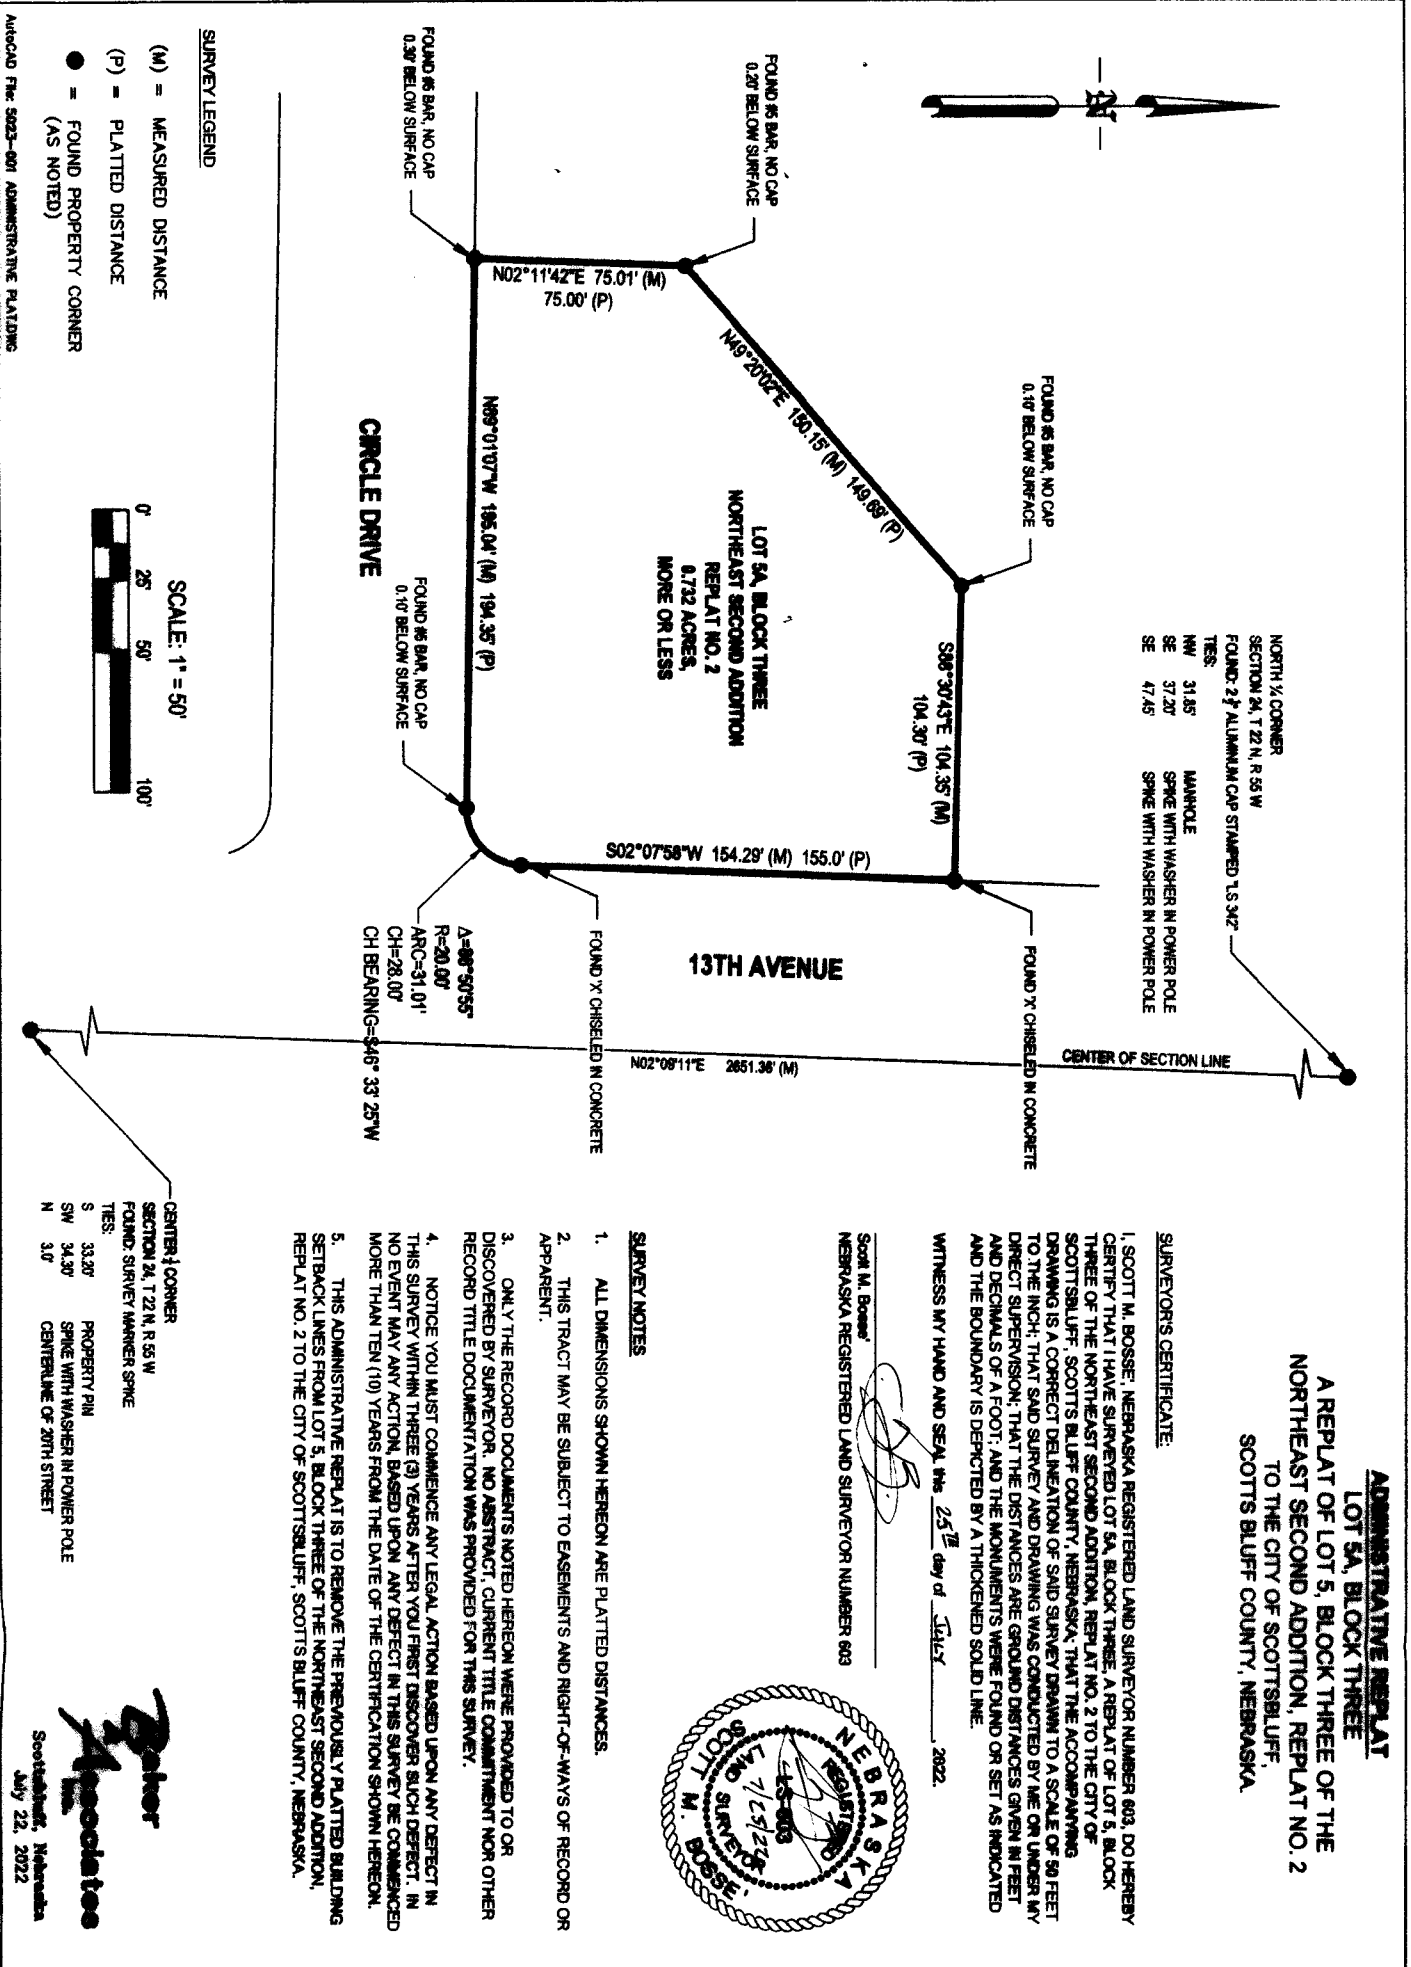 ADMINISTRATIVE REPLAT
LOT 5A, BLOCK THREE
A REPLAT OF LOT 5, BLOCK THREE OF THE
NORTHEAST SECOND ADDITION, REPLAT NO. 2
TO THE CITY OF SCOTTSBLUFF,
SCOTTS BLUFF COUNTY, NEBRASKA.
SURVEYOR'S CERTIFICATE:
I, SCOTT M. BOSSE', NEBRASKA REGISTERED LAND SURVEYOR NUMBER 603, DO HEREBY
CERTIFY THAT I HAVE SURVEYED LOT 5A, BLOCK THREE, A REPLAT OF LOT 5, BLOCK
THREE OF THE NORTHEAST SECOND ADDITION, REPLAT NO. 2 TO THE CITY OF
SCOTTSBLUFF, SCOTTS BLUFF COUNTY, NEBRASKA; THAT THE ACCOMPANYING
DRAWING IS A CORRECT DELINEATION OF SAID SURVEY DRAWN TO A SCALE OF 50 FEET
TO THE INCH; THAT SAID SURVEY AND DRAWING WAS CONDUCTED BY ME OR UNDER MY
DIRECT SUPERVISION; THAT THE DISTANCES ARE GROUND DISTANCES GIVEN IN FEET
AND DECIMALS OF A FOOT; AND THE MONUMENTS WERE FOUND OR SET AS INDICATED
AND THE BOUNDARY IS DEPICTED BY A THICKENED SOLID LINE.
WITNESS MY HAND AND SEAL this 25TH day of JULY, 2022.
Scott M. Bosse'
NEBRASKA REGISTERED LAND SURVEYOR NUMBER 603
NEBRASKA
REGISTERED
LS-603
7/25/22
LAND SURVEYOR
SCOTT M. BOSSE'
SURVEY NOTES
1. ALL DIMENSIONS SHOWN HEREON ARE PLATTED DISTANCES.
2. THIS TRACT MAY BE SUBJECT TO EASEMENTS AND RIGHT-OF-WAYS OF RECORD OR
APPARENT.
3. ONLY THE RECORD DOCUMENTS NOTED HEREON WERE PROVIDED TO OR
DISCOVERED BY SURVEYOR. NO ABSTRACT, CURRENT TITLE COMMITMENT NOR OTHER
RECORD TITLE DOCUMENTATION WAS PROVIDED FOR THIS SURVEY.
4. NOTICE YOU MUST COMMENCE ANY LEGAL ACTION BASED UPON ANY DEFECT IN
THIS SURVEY WITHIN THREE (3) YEARS AFTER YOU FIRST DISCOVER SUCH DEFECT. IN
NO EVENT MAY ANY ACTION, BASED UPON ANY DEFECT IN THIS SURVEY BE COMMENCED
MORE THAN TEN (10) YEARS FROM THE DATE OF THE CERTIFICATION SHOWN HEREON.
5. THIS ADMINISTRATIVE REPLAT IS TO REMOVE THE PREVIOUSLY PLATTED BUILDING
SETBACK LINES FROM LOT 5, BLOCK THREE OF THE NORTHEAST SECOND ADDITION,
REPLAT NO. 2 TO THE CITY OF SCOTTSBLUFF, SCOTTS BLUFF COUNTY, NEBRASKA.
Baker
Associates
Inc.
Scottsbluff, Nebraska
July 22, 2022
N
NORTH 1/4 CORNER
SECTION 24, T 22 N, R 55 W
FOUND: 2 1/2" ALUMINUM CAP STAMPED "LS 342"
TIES:
NW 31.85' MANHOLE
SE 37.20' SPIKE WITH WASHER IN POWER POLE
SE 47.45' SPIKE WITH WASHER IN POWER POLE
FOUND #5 BAR, NO CAP
0.10' BELOW SURFACE
FOUND 'X' CHISELED IN CONCRETE
CENTER OF SECTION LINE
S88°30'43"E 104.35' (M)
104.30' (P)
FOUND #5 BAR, NO CAP
0.20' BELOW SURFACE
N49°20'02"E 150.15' (M) 149.69' (P)
LOT 5A, BLOCK THREE
NORTHEAST SECOND ADDITION
REPLAT NO. 2
0.732 ACRES,
MORE OR LESS
S02°07'58"W 154.29' (M) 155.0' (P)
13TH AVENUE
N02°09'11"E 2651.36' (M)
N02°11'42"E 75.01' (M)
75.00' (P)
FOUND 'X' CHISELED IN CONCRETE
FOUND #5 BAR, NO CAP
0.30' BELOW SURFACE
N89°01'07"W 195.04' (M) 194.35' (P)
FOUND #5 BAR, NO CAP
0.10' BELOW SURFACE
Δ=88°50'55"
R=20.00'
ARC=31.01'
CH=28.00'
CH BEARING=S46° 33' 25"W
CIRCLE DRIVE
SURVEY LEGEND
(M) = MEASURED DISTANCE
(P) = PLATTED DISTANCE
= FOUND PROPERTY CORNER
(AS NOTED)
SCALE: 1" = 50'
0' 25' 50' 100'
CENTER 1/4 CORNER
SECTION 24, T 22 N, R 55 W
FOUND: SURVEY MARKER SPIKE
TIES:
S 33.20' PROPERTY PIN
SW 34.30' SPIKE WITH WASHER IN POWER POLE
N 3.0' CENTERLINE OF 20TH STREET
AutoCAD File: 5023-001 ADMINISTRATIVE PLAT.DWG